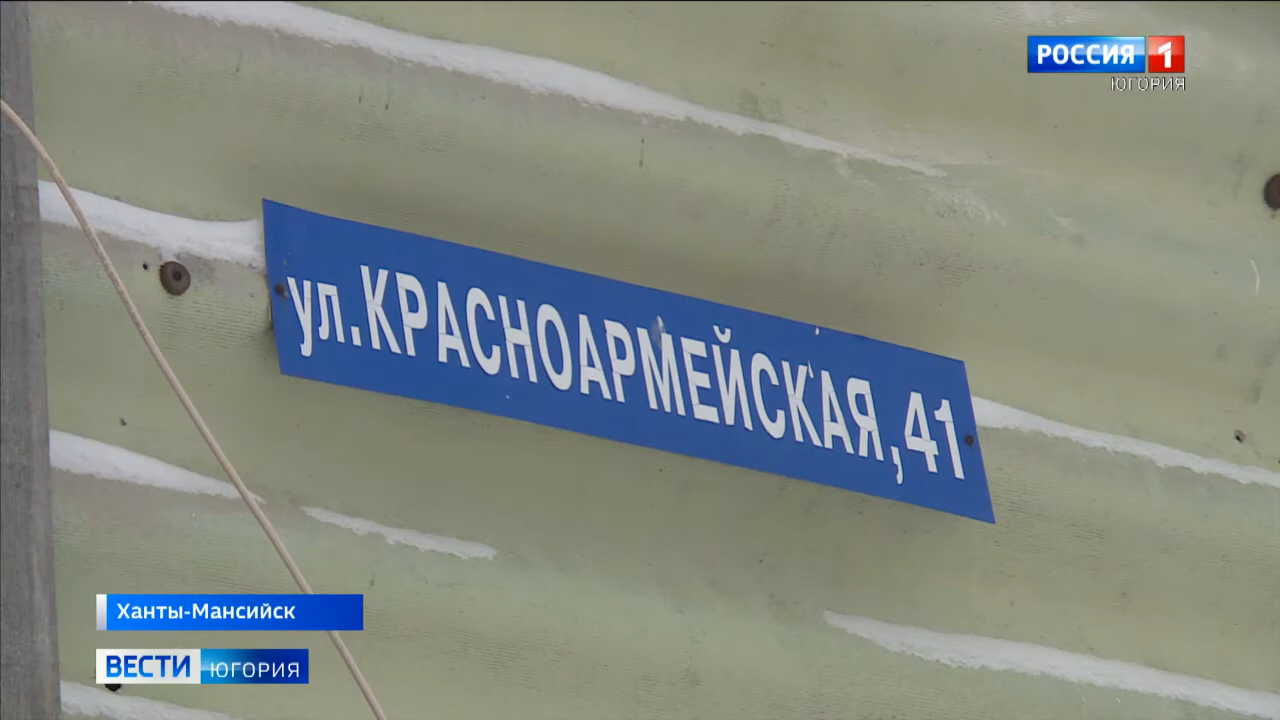 РОССИЯ 1
ЮГОРИЯ
ул.КРАСНОАРМЕЙСКАЯ,41
Ханты-Мансийск
ВЕСТИ ЮГОРИЯ